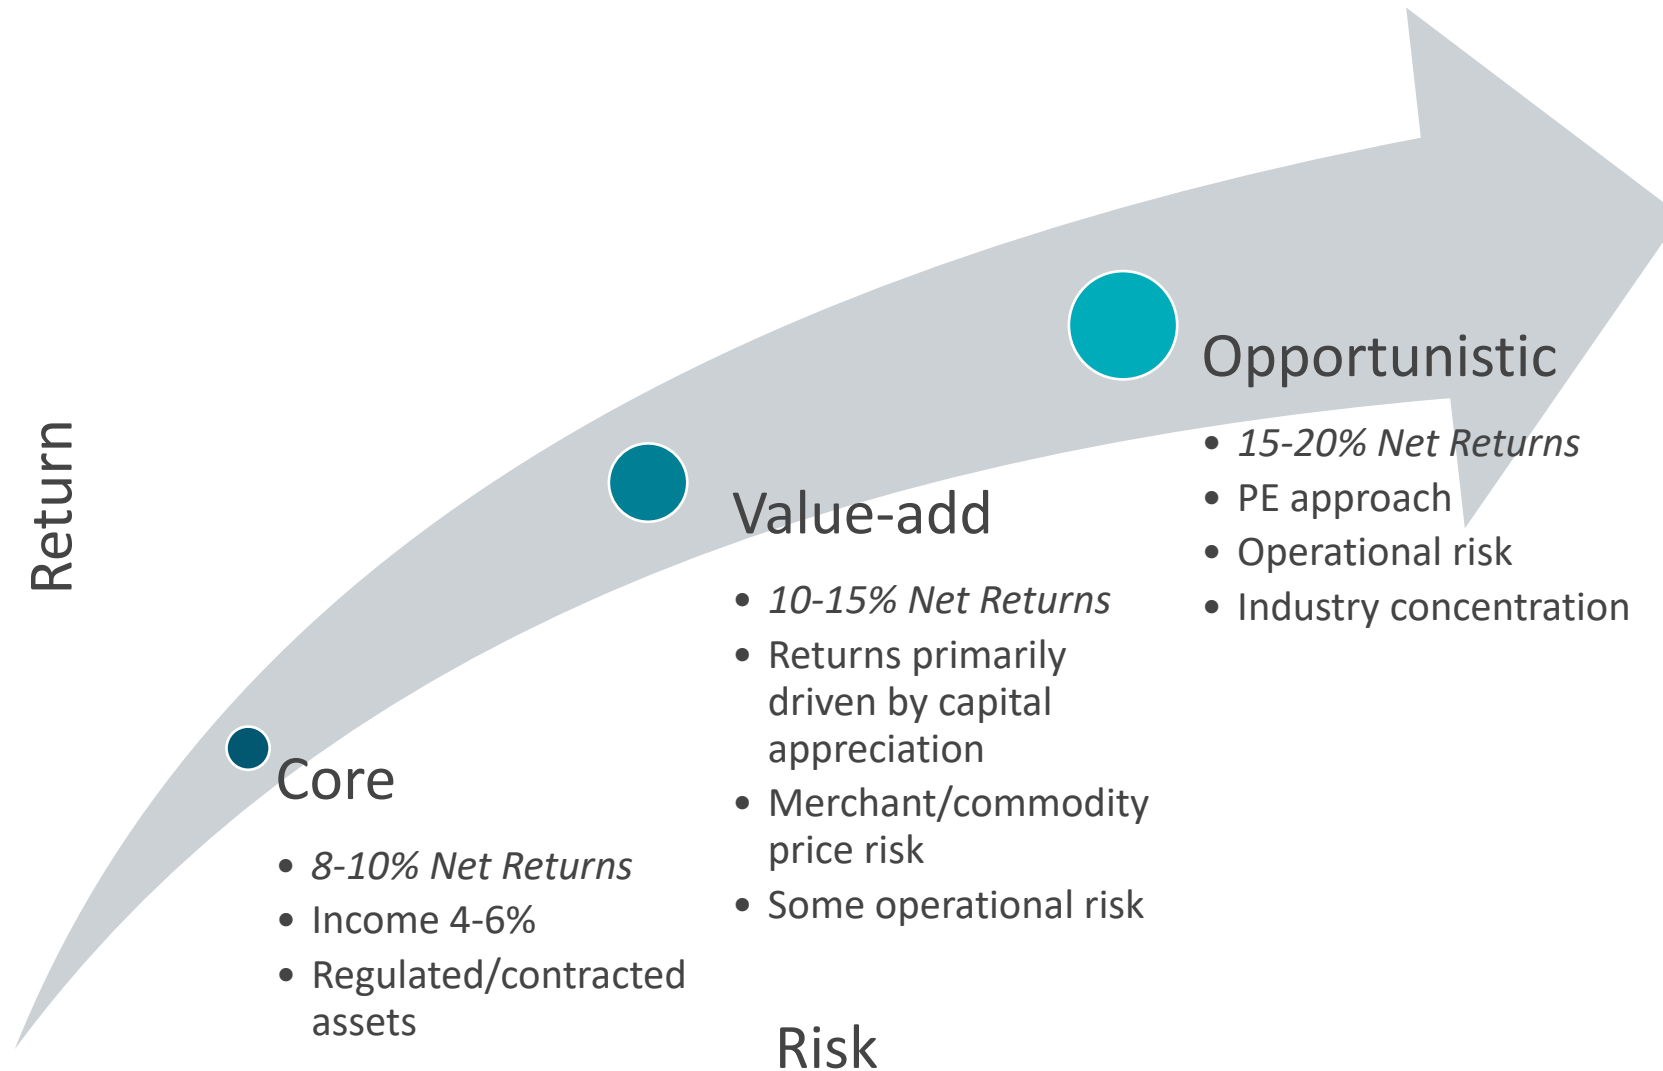 Return
Core
• 8-10% Net Returns
• Income 4-6%
• Regulated/contracted
assets
Value-add
• 10-15% Net Returns
• Returns primarily
driven by capital
appreciation
• Merchant/commodity
price risk
• Some operational risk
Opportunistic
• 15-20% Net Returns
• PE approach
• Operational risk
• Industry concentration
Risk